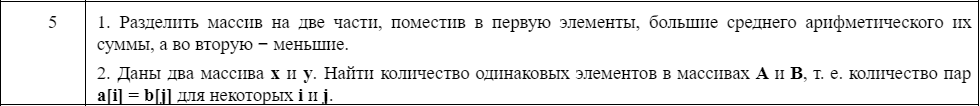 5
1. Разделить массив на две части, поместив в первую элементы, большие среднего арифметического их
суммы, а во вторую − меньшие.
2. Даны два массива x и y. Найти количество одинаковых элементов в массивах A и B, т. е. количество пар
a[i] = b[j] для некоторых i и j.